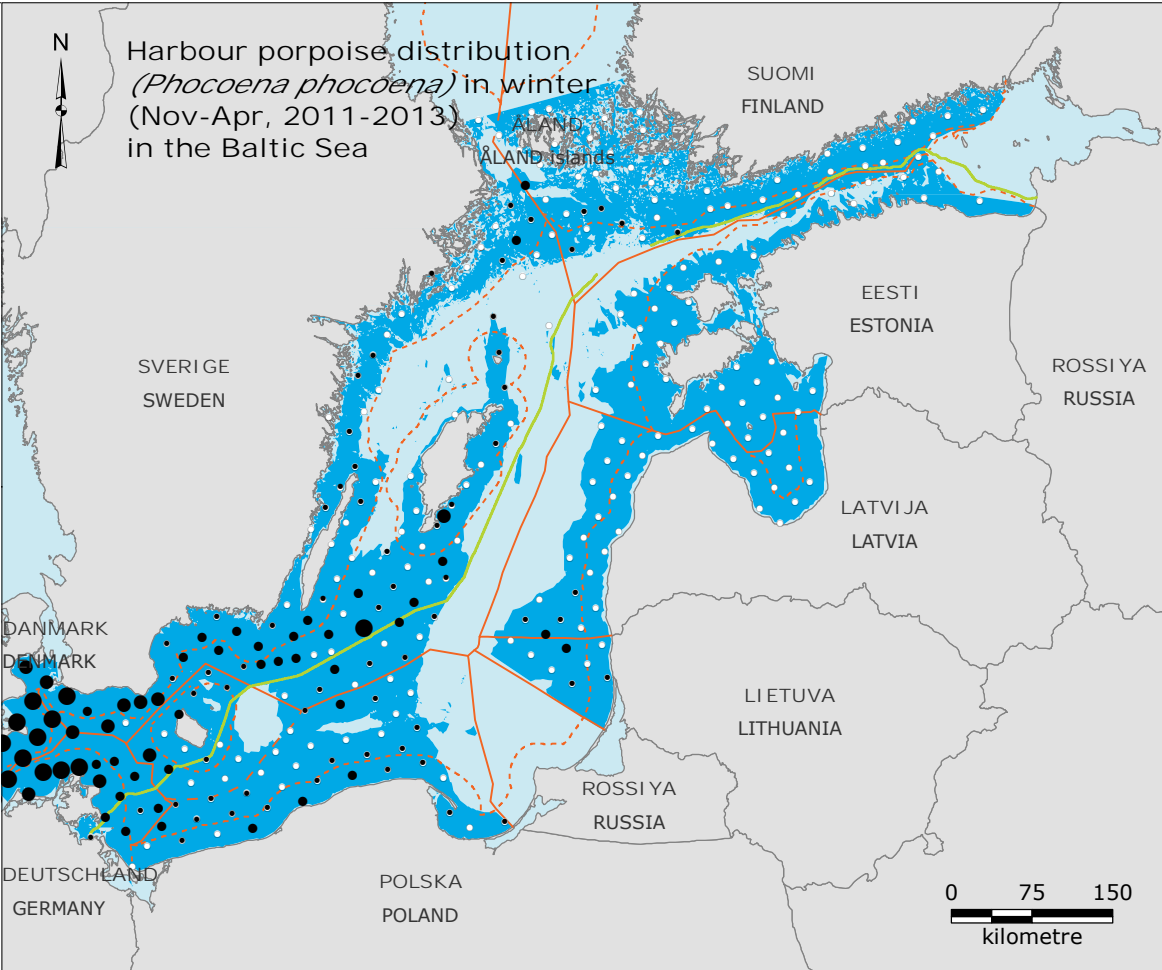 N
Harbour porpoise distribution
(Phocoena phocoena) in winter
(Nov-Apr, 2011-2013)
in the Baltic Sea
SUOMI
FINLAND
ÅLAND
ÅLAND islands
EESTI
ESTONIA
SVERIGE
SWEDEN
ROSSIYA
RUSSIA
LATVIJA
LATVIA
DANMARK
DENMARK
LIETUVA
LITHUANIA
ROSSIYA
RUSSIA
DEUTSCHLAND
GERMANY
POLSKA
POLAND
0 75 150
kilometre